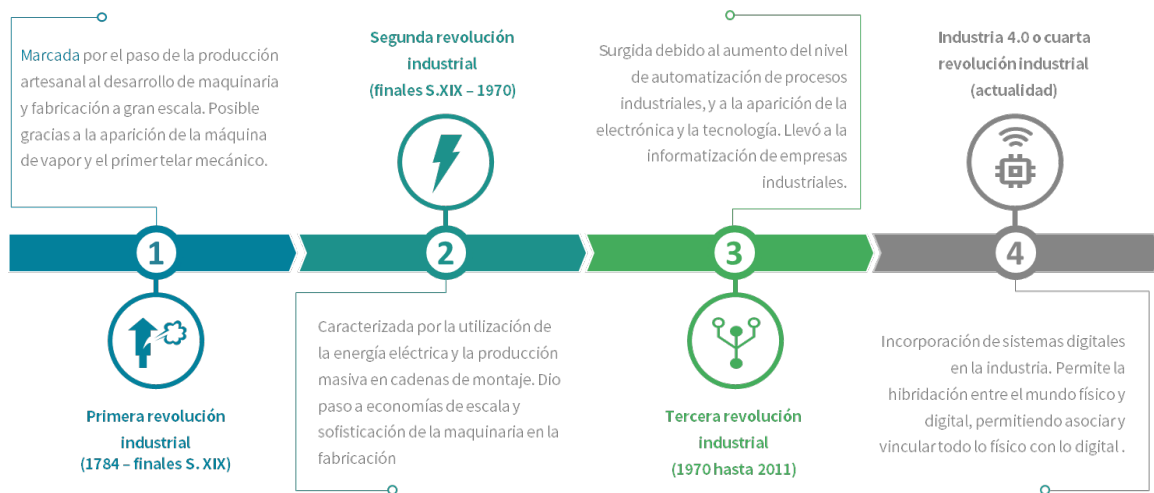 Marcada por el paso de la producción
artesanal al desarrollo de maquinaria
y fabricación a gran escala. Posible
gracias a la aparición de la máquina
de vapor y el primer telar mecánico.
1
Primera revolución
industrial
(1784 – finales S. XIX)
Segunda revolución
industrial
(finales S.XIX – 1970)
2
Caracterizada por la utilización de
la energía eléctrica y la producción
masiva en cadenas de montaje. Dio
paso a economías de escala y
sofisticación de la maquinaria en la
fabricación
Surgida debido al aumento del nivel
de automatización de procesos
industriales, y a la aparición de la
electrónica y la tecnología. Llevó a la
informatización de empresas
industriales.
3
Tercera revolución
industrial
(1970 hasta 2011)
Industria 4.0 o cuarta
revolución industrial
(actualidad)
4
Incorporación de sistemas digitales
en la industria. Permite la
hibridación entre el mundo físico y
digital, permitiendo asociar y
vincular todo lo físico con lo digital .